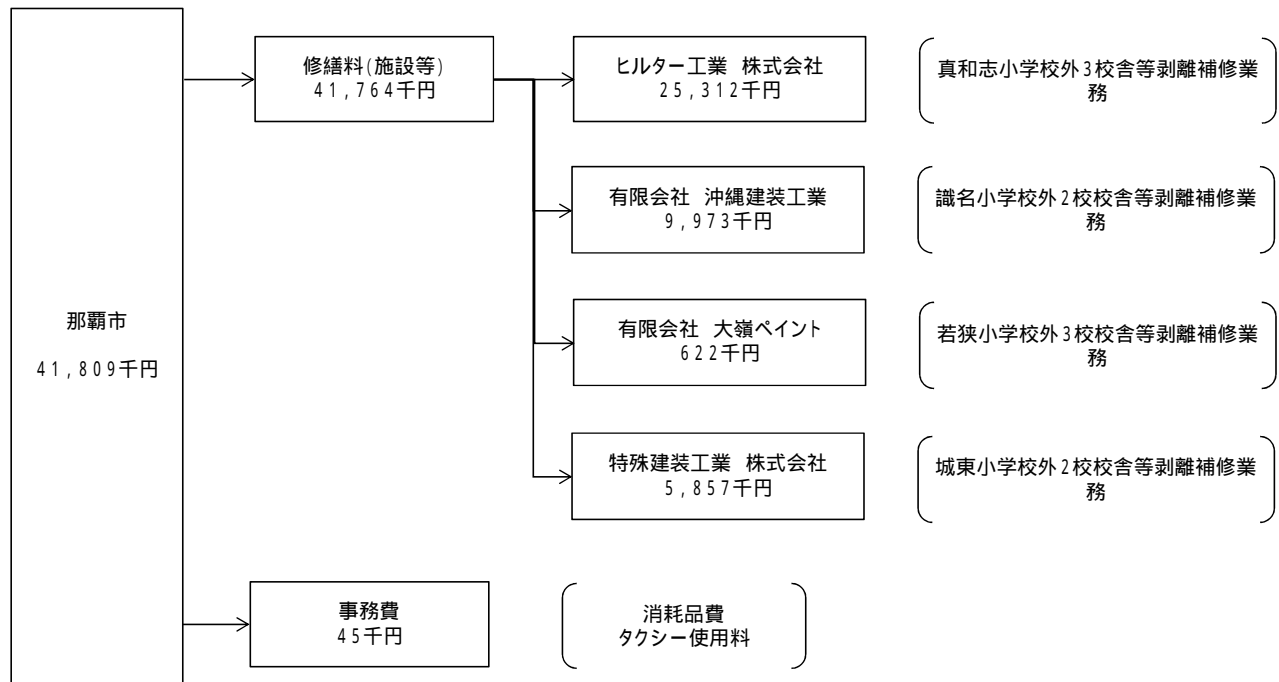 那覇市
41,809千円
修繕料(施設等)
41,764千円
ヒルター工業 株式会社
25,312千円
真和志小学校外3校舎等剥離補修業
務
有限会社 沖縄建装工業
9,973千円
識名小学校外2校校舎等剥離補修業
務
有限会社 大嶺ペイント
622千円
若狭小学校外3校校舎等剥離補修業
務
特殊建装工業 株式会社
5,857千円
城東小学校外2校校舎等剥離補修業
務
事務費
45千円
消耗品費
タクシー使用料